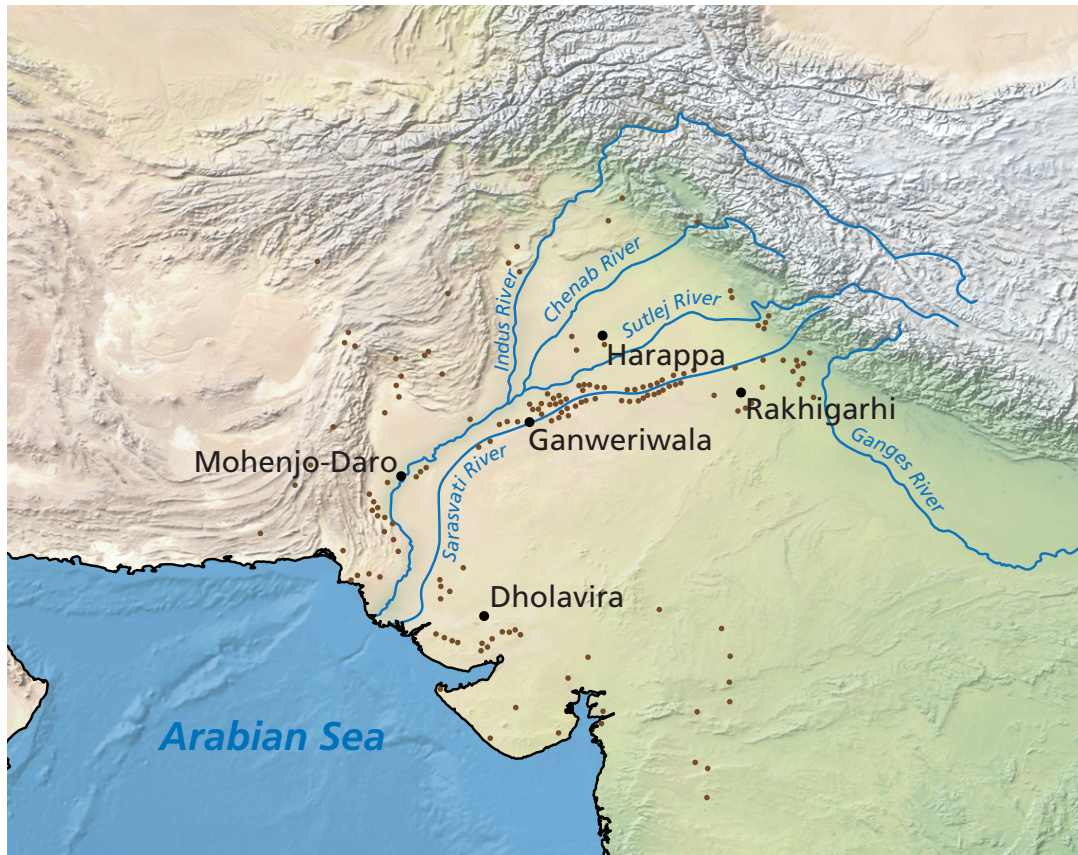 Indus River
Chenab River
Sutlej River
Harappa
Rakhigarhi
Ganweriwala
Mohenjo-Daro
Sarasvati River
Ganges River
Dholavira
Arabian Sea